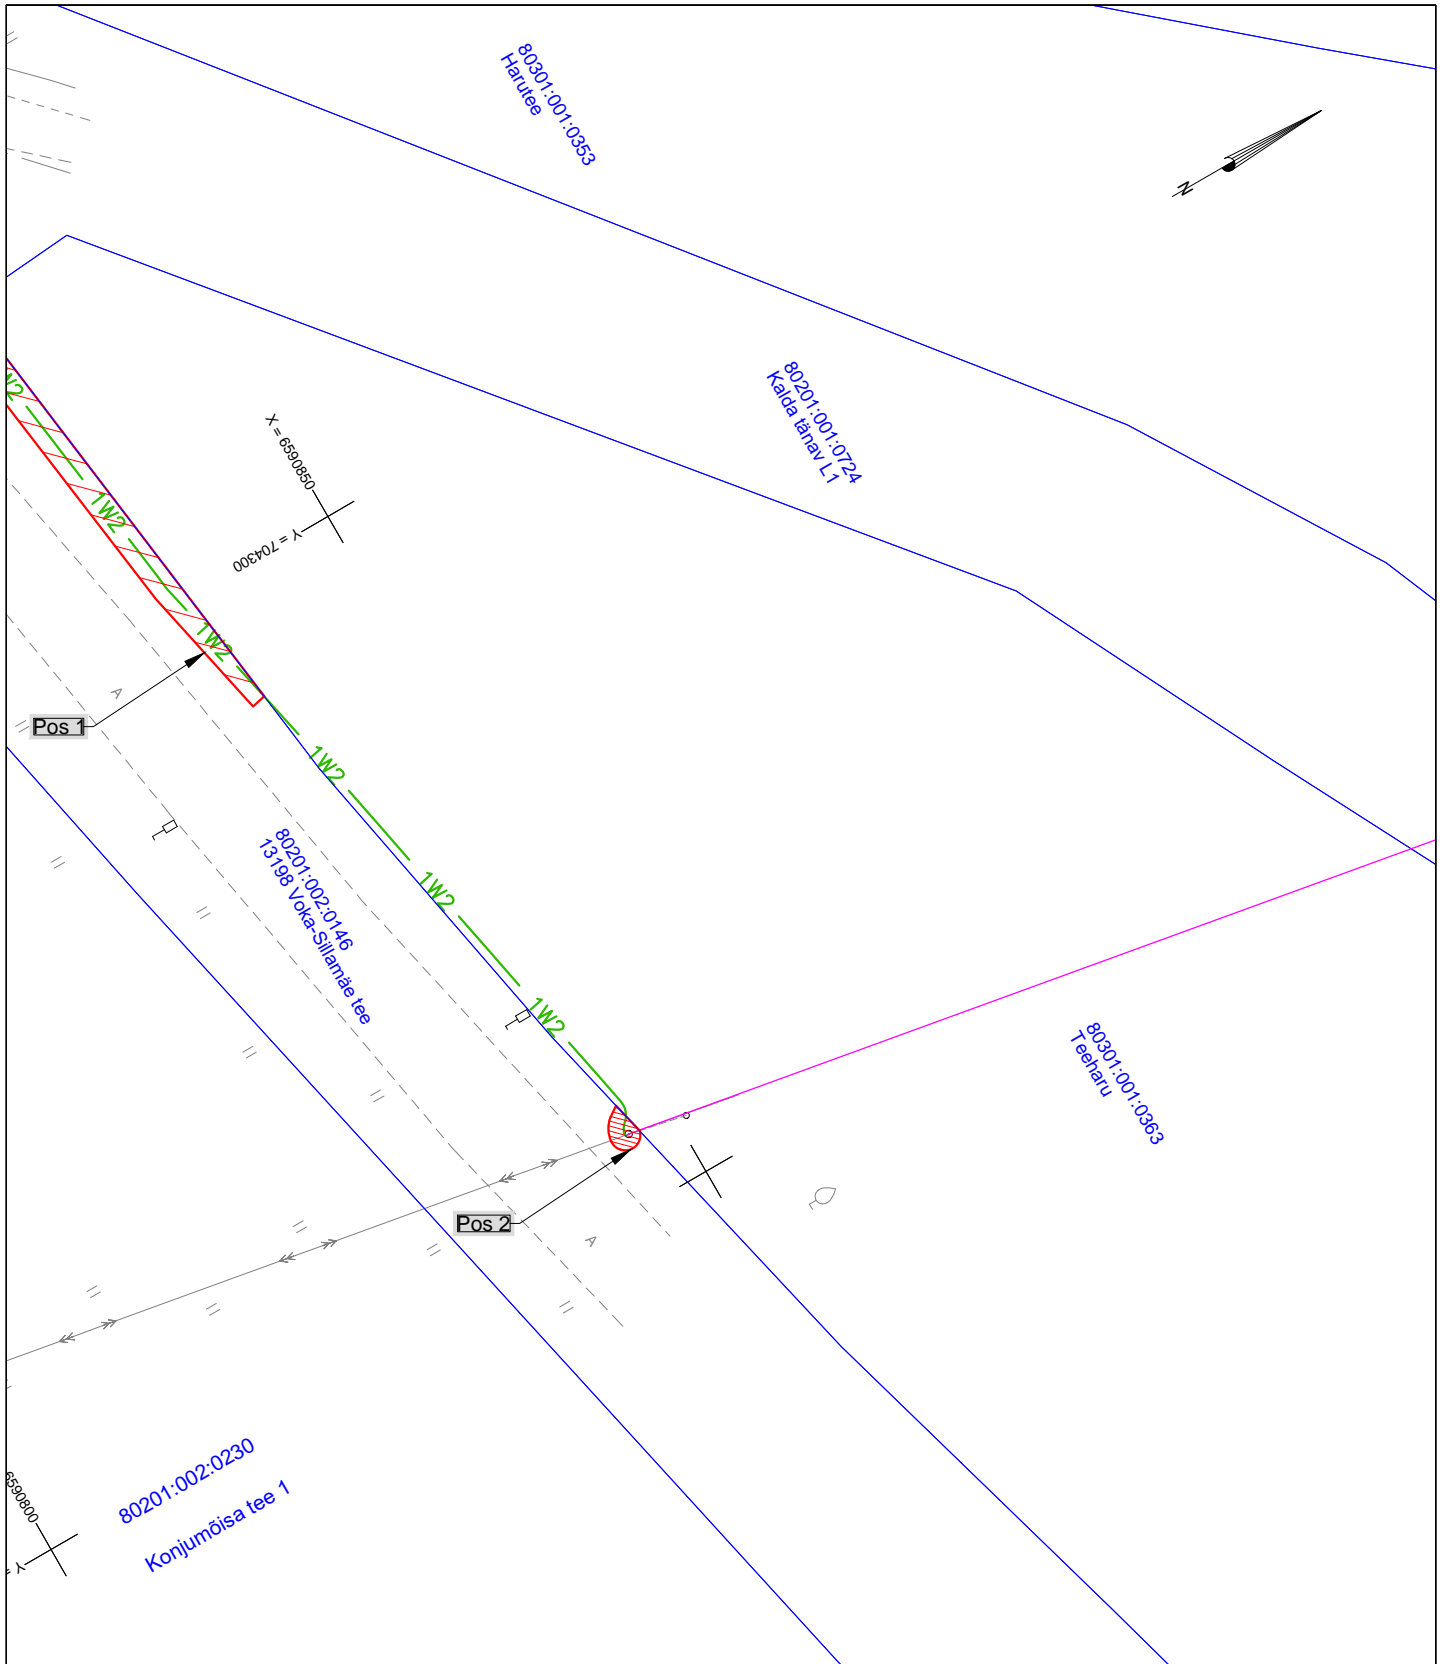 80301:001:0353
Harutee
N
80201:001:0724
Kalda tänav L1
X = 6590850
Y = 704300
1W2
1W2
Pos 1
A
1W2
80201:002:0146
13198 Voka-Sillamäe tee
1W2
1W2
80301:001:0363
Teeharu
Pos 2
A
80201:002:0230
Konjumõisa tee 1
6590800
Y =